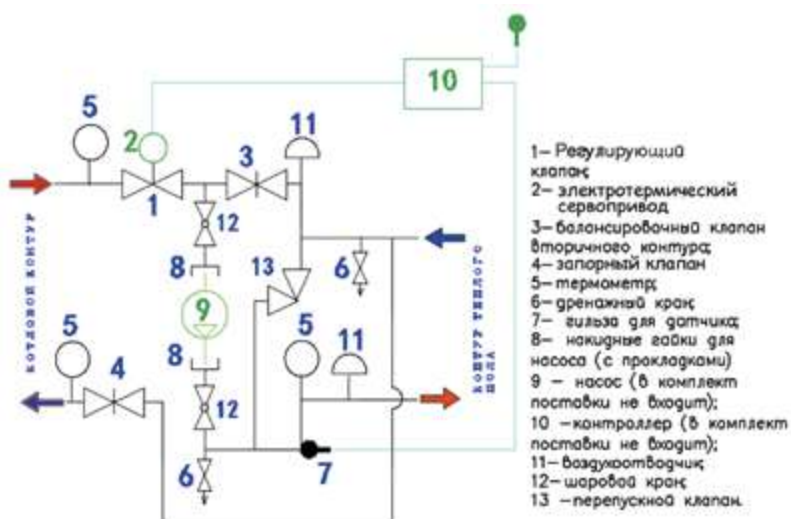 10
5
2
11
3
1
12
8
13
6
9
5
5
11
4
8
12
6
7
КОТЛОВОЙ КОНТУР
КОНТУР ТЕПЛОГО
ПОЛА
1– Регулирующий
клапан;
2– электротермический
сервопривод
3– балансировочный клапан
вторичного контура;
4– запорный клапан
5– термометр;
6– дренажный кран;
7– гильза для датчика;
8– накидные гайки для
насоса (с прокладками)
9 – насос (в комплект
поставки не входит);
10 –контроллер (в комплект
поставки не входит);
11– воздухоотводчик;
12– шаровой кран;
13 –перепускной клапан.